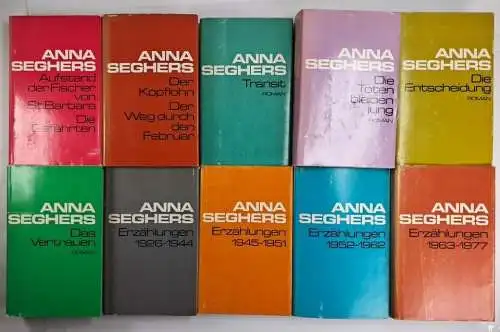 ANNA
SEGHERS
Aufstand
der Fischer
von
St.Barbara
Die
Gefährten
ANNA
SEGHERS
Der
Kopflohn
Der
Weg durch
den
Februar
ANNA
SEGHERS
Transit
ROMAN
ANNA
SEGHERS
Die
Toten
bleiben
jung
ROMAN
ANNA
SEGHERS
Die
Entscheidung
ROMAN
ANNA
SEGHERS
Das
Vertrauen
ROMAN
ANNA
SEGHERS
Erzählungen
1926-1944
ANNA
SEGHERS
Erzählungen
1945-1951
ANNA
SEGHERS
Erzählungen
1952-1962
ANNA
SEGHERS
Erzählungen
1963-1977